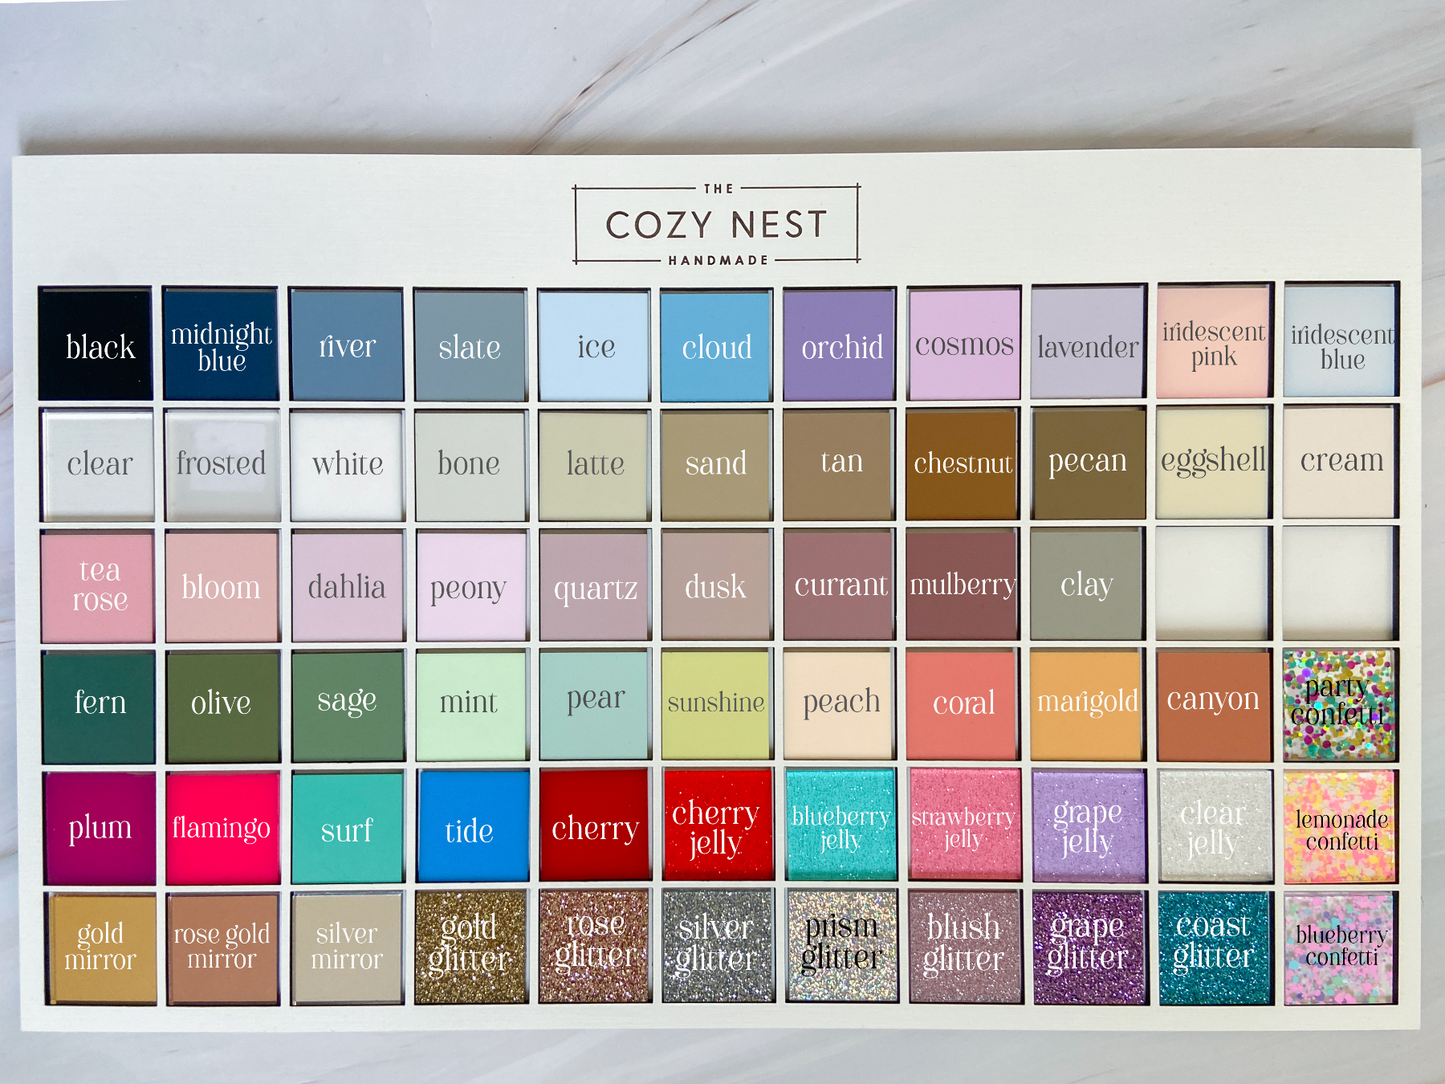 THE
COZY NEST
HANDMADE
black
midnight
blue
river
slate
ice
cloud
orchid
cosmos
lavender
iridescent
pink
iridescent
blue
clear
frosted
white
bone
latte
sand
tan
chestnut
pecan
eggshell
cream
tea
rose
bloom
dahlia
peony
quartz
dusk
currant
mulberry
clay
fern
olive
sage
mint
pear
sunshine
peach
coral
marigold
canyon
party
confetti
plum
flamingo
surf
tide
cherry
cherry
jelly
blueberry
jelly
strawberry
jelly
grape
jelly
clear
jelly
lemonade
confetti
gold
mirror
rose gold
mirror
silver
mirror
gold
glitter
rose
glitter
silver
glitter
prism
glitter
blush
glitter
grape
glitter
coast
glitter
blueberry
confetti